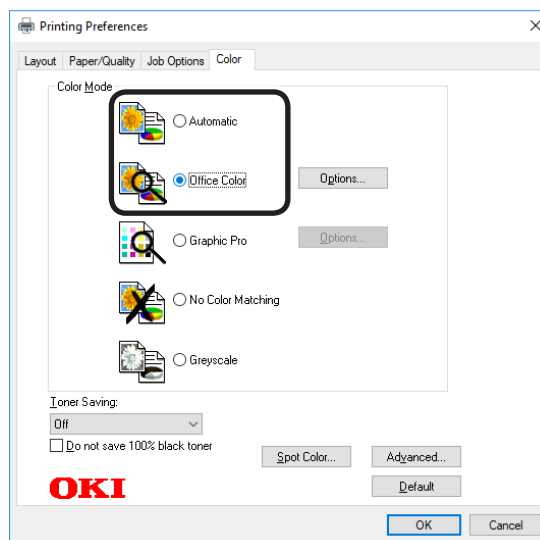 Printing Preferences
Layout Paper/Quality Job Options Color
Color Mode
Automatic
Office Color Options...
Graphic Pro Options...
No Color Matching
Greyscale
Toner Saving:
Off
Do not save 100% black toner
Spot Color... Advanced...
OKI Default
OK Cancel